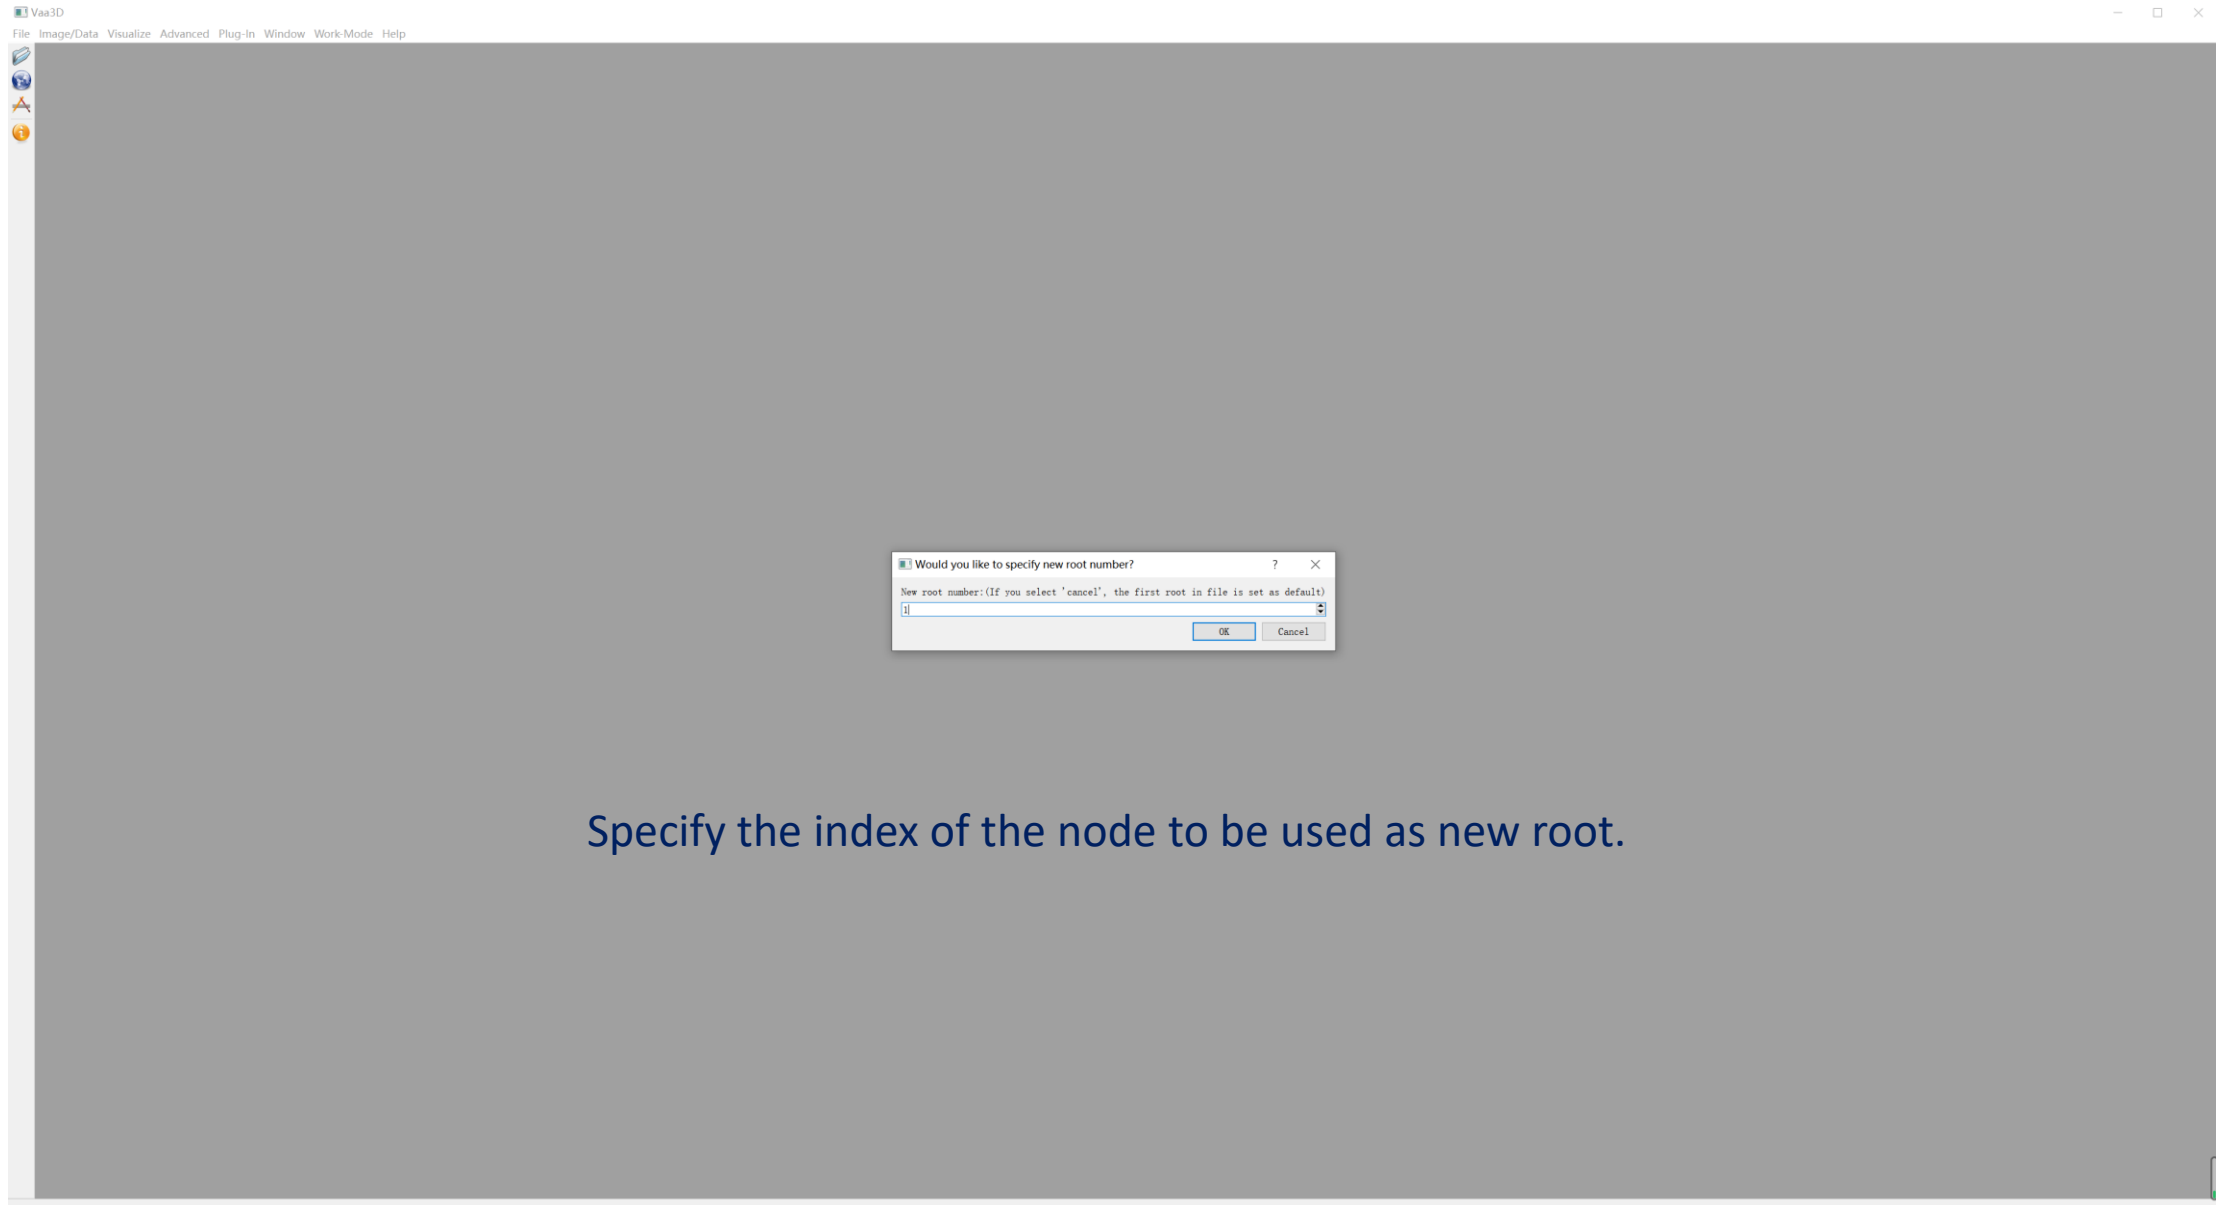 Vaa3D
File Image/Data Visualize Advanced Plug-In Window Work-Mode Help
Would you like to specify new root number?
New root number:(If you select 'cancel', the first root in file is set as default)
1
OK Cancel
Specify the index of the node to be used as new root.